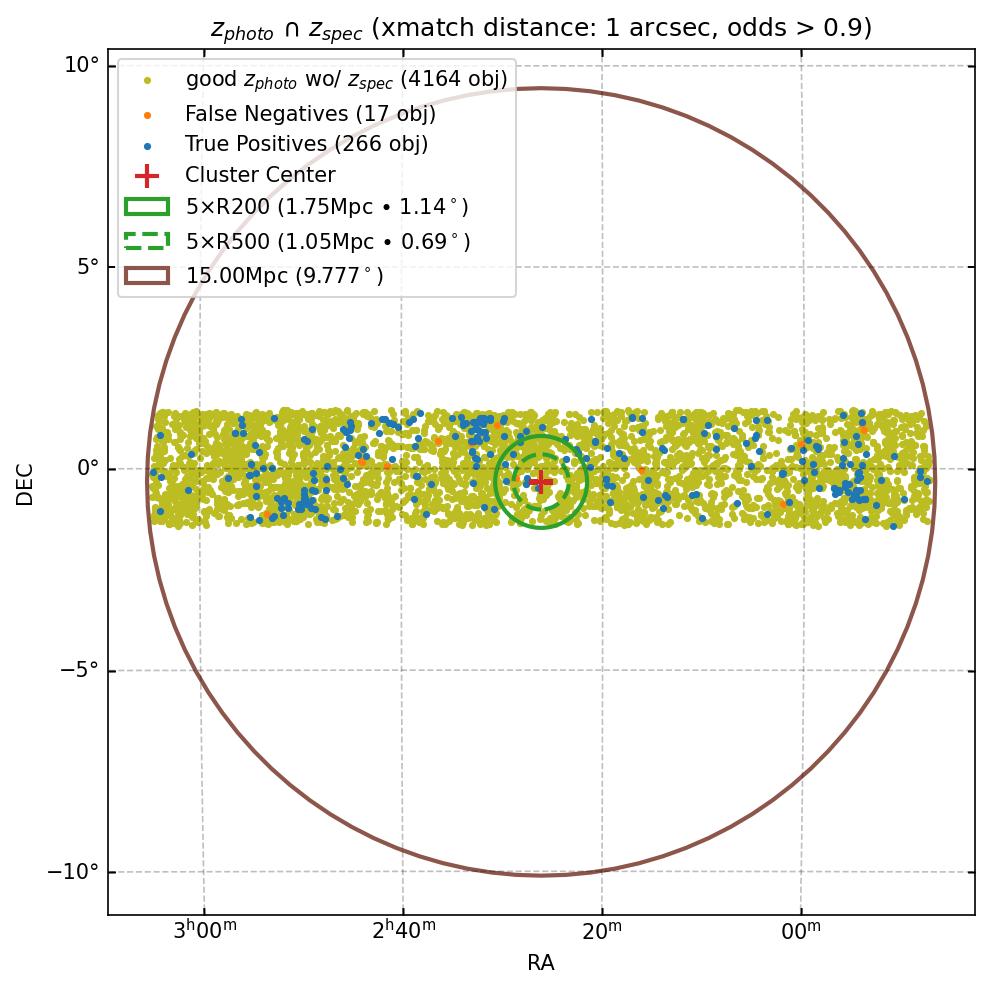 z_photo ∩ z_spec (xmatch distance: 1 arcsec, odds > 0.9)
good z_photo wo/ z_spec (4164 obj)
False Negatives (17 obj)
True Positives (266 obj)
Cluster Center
5×R200 (1.75Mpc • 1.14°)
5×R500 (1.05Mpc • 0.69°)
15.00Mpc (9.777°)
10°
5°
0°
−5°
−10°
DEC
3ʰ00ᵐ 2ʰ40ᵐ 20ᵐ 00ᵐ
RA